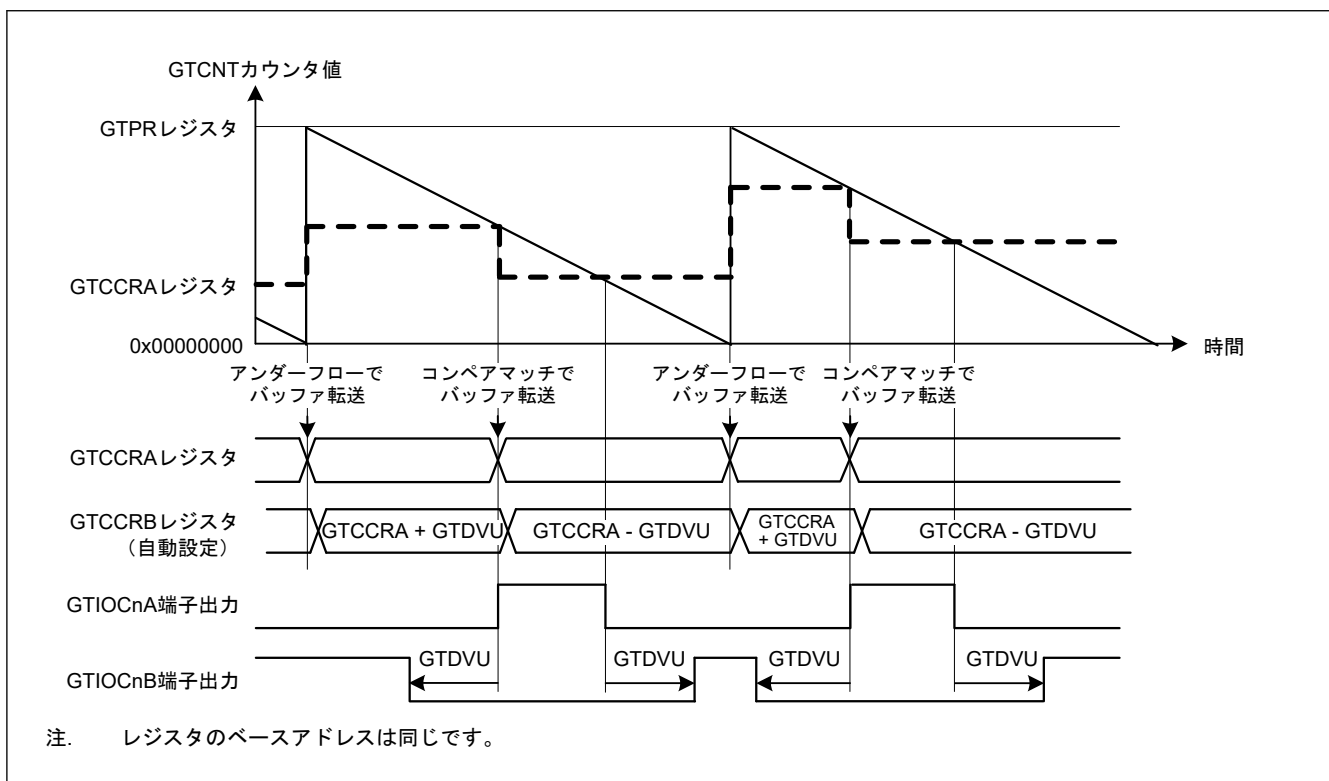 GTCNTカウンタ値
GTPRレジスタ
GTCCRAレジスタ
0x00000000
時間
アンダーフローで
バッファ転送
コンペアマッチで
バッファ転送
アンダーフローで
バッファ転送
コンペアマッチで
バッファ転送
GTCCRAレジスタ
GTCCRBレジスタ
（自動設定）
GTCCRA + GTDVU
GTCCRA - GTDVU
GTCCRA
+ GTDVU
GTCCRA - GTDVU
GTIOCnA端子出力
GTDVU
GTDVU
GTDVU
GTDVU
GTIOCnB端子出力
注. レジスタのベースアドレスは同じです。